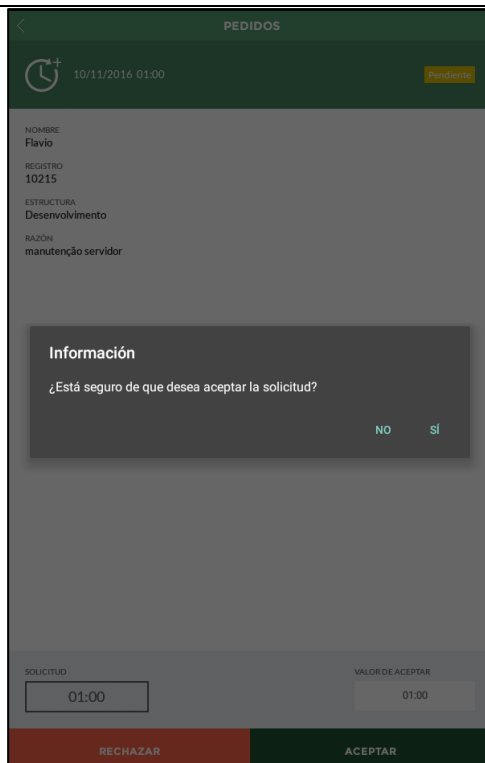 PEDIDOS
10/11/2016 01:00
Pendiente
NOMBRE
Flavio
REGISTRO
10215
ESTRUCTURA
Desenvolvimento
RAZÓN
manutenção servidor
Información
¿Está seguro de que desea aceptar la solicitud?
NO SÍ
SOLICITUD VALOR DE ACEPTAR
01:00 01:00
RECHAZAR ACEPTAR